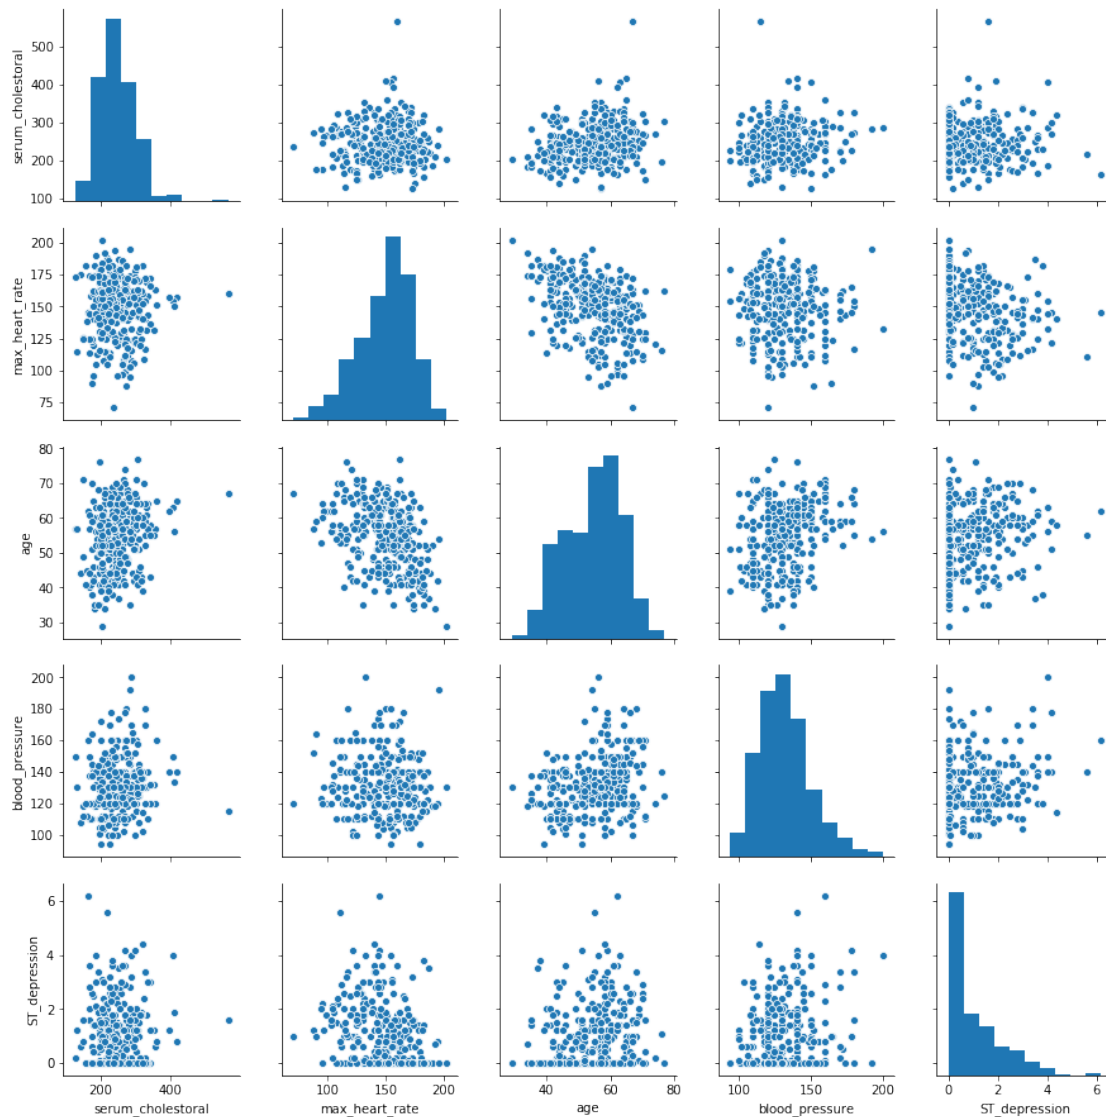 500
400
300
200
100
serum_cholestoral
200
175
150
125
100
75
max_heart_rate
80
70
60
50
40
30
age
200
180
160
140
120
100
blood_pressure
6
4
2
0
ST_depression
200 400
serum_cholestoral
100 150 200
max_heart_rate
40 60 80
age
100 150 200
blood_pressure
0 2 4 6
ST_depression